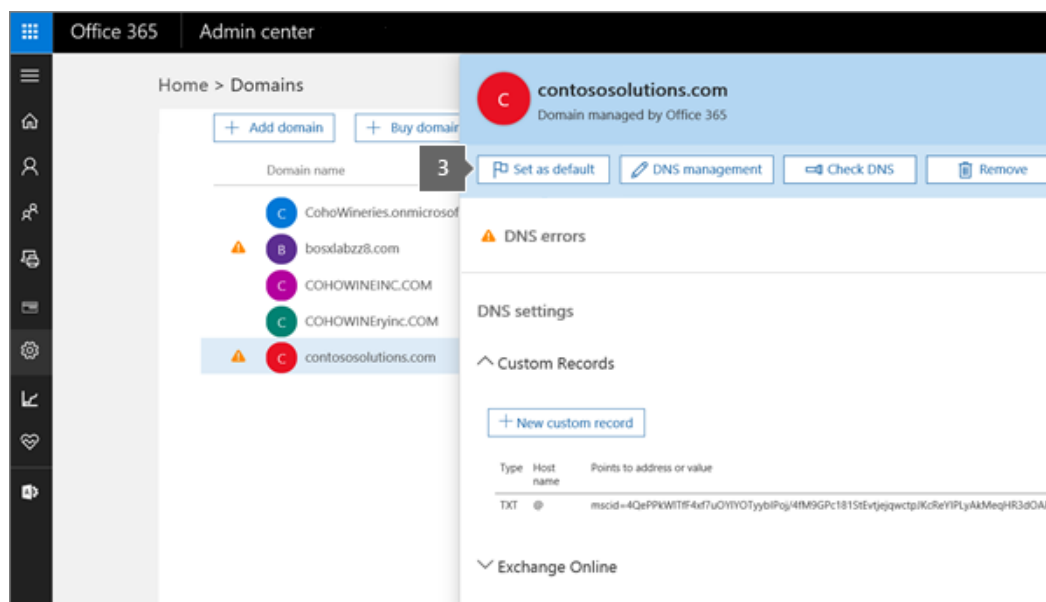 Office 365 Admin center
Home > Domains
+ Add domain
+ Buy domain
Domain name
C CohoWineries.onmicrosof
B bosxlabzz8.com
C COHOWINEINC.COM
C COHOWINEryinc.COM
C contososolutions.com
C
contososolutions.com
Domain managed by Office 365
3
Set as default
DNS management
Check DNS
Remove
DNS errors
DNS settings
Custom Records
+ New custom record
Type Host name Points to address or value
TXT @
Exchange Online